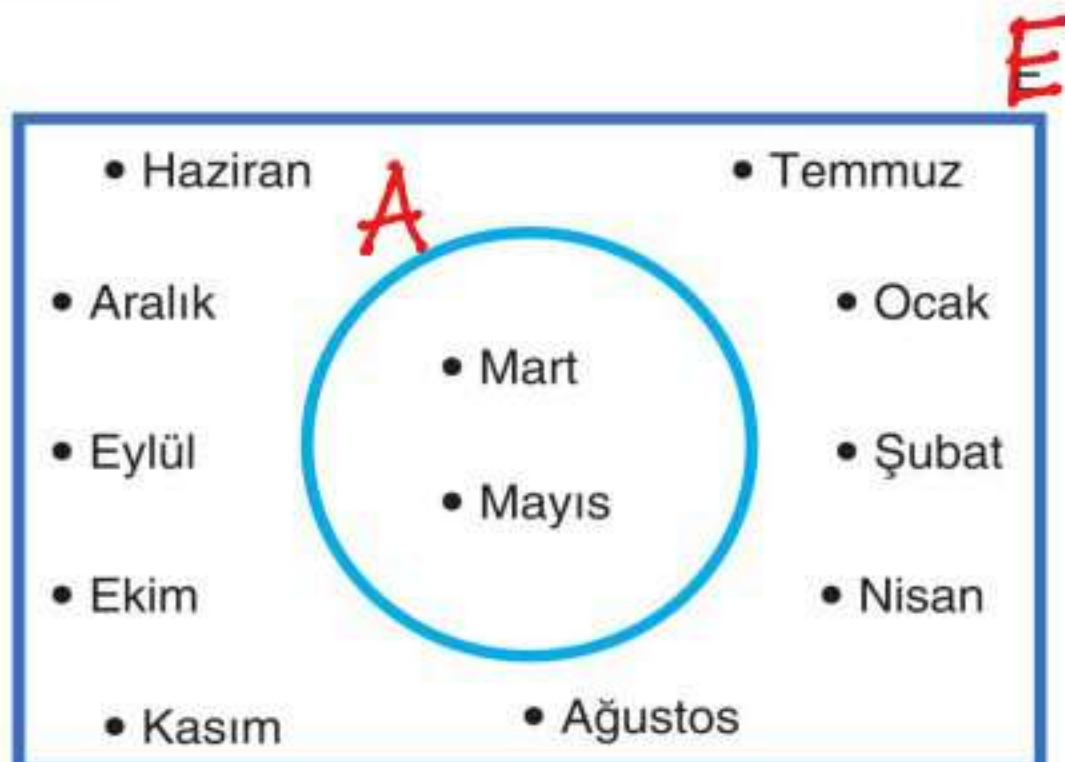 E
• Haziran
A
• Temmuz
• Aralık
• Ocak
• Mart
• Eylül
• Şubat
• Mayıs
• Ekim
• Nisan
• Kasım
• Ağustos